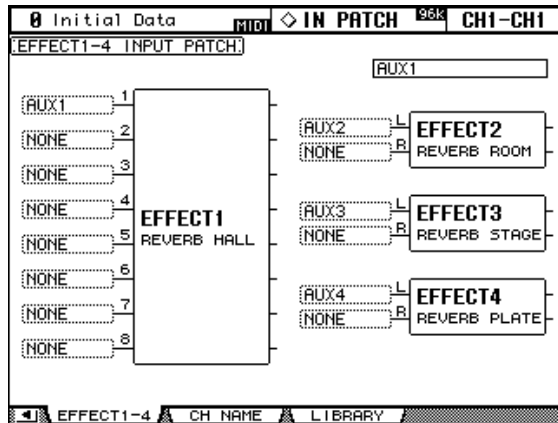 0 Initial Data MIDI ◇ IN PATCH 96k CH1-CH1
EFFECT1-4 INPUT PATCH
AUX1
AUX1 1
NONE 2
NONE 3
NONE 4
NONE 5
NONE 6
NONE 7
NONE 8
EFFECT1
REVERB HALL
AUX2 L
NONE R
EFFECT2
REVERB ROOM
AUX3 L
NONE R
EFFECT3
REVERB STAGE
AUX4 L
NONE R
EFFECT4
REVERB PLATE
EFFECT1-4 CH NAME LIBRARY